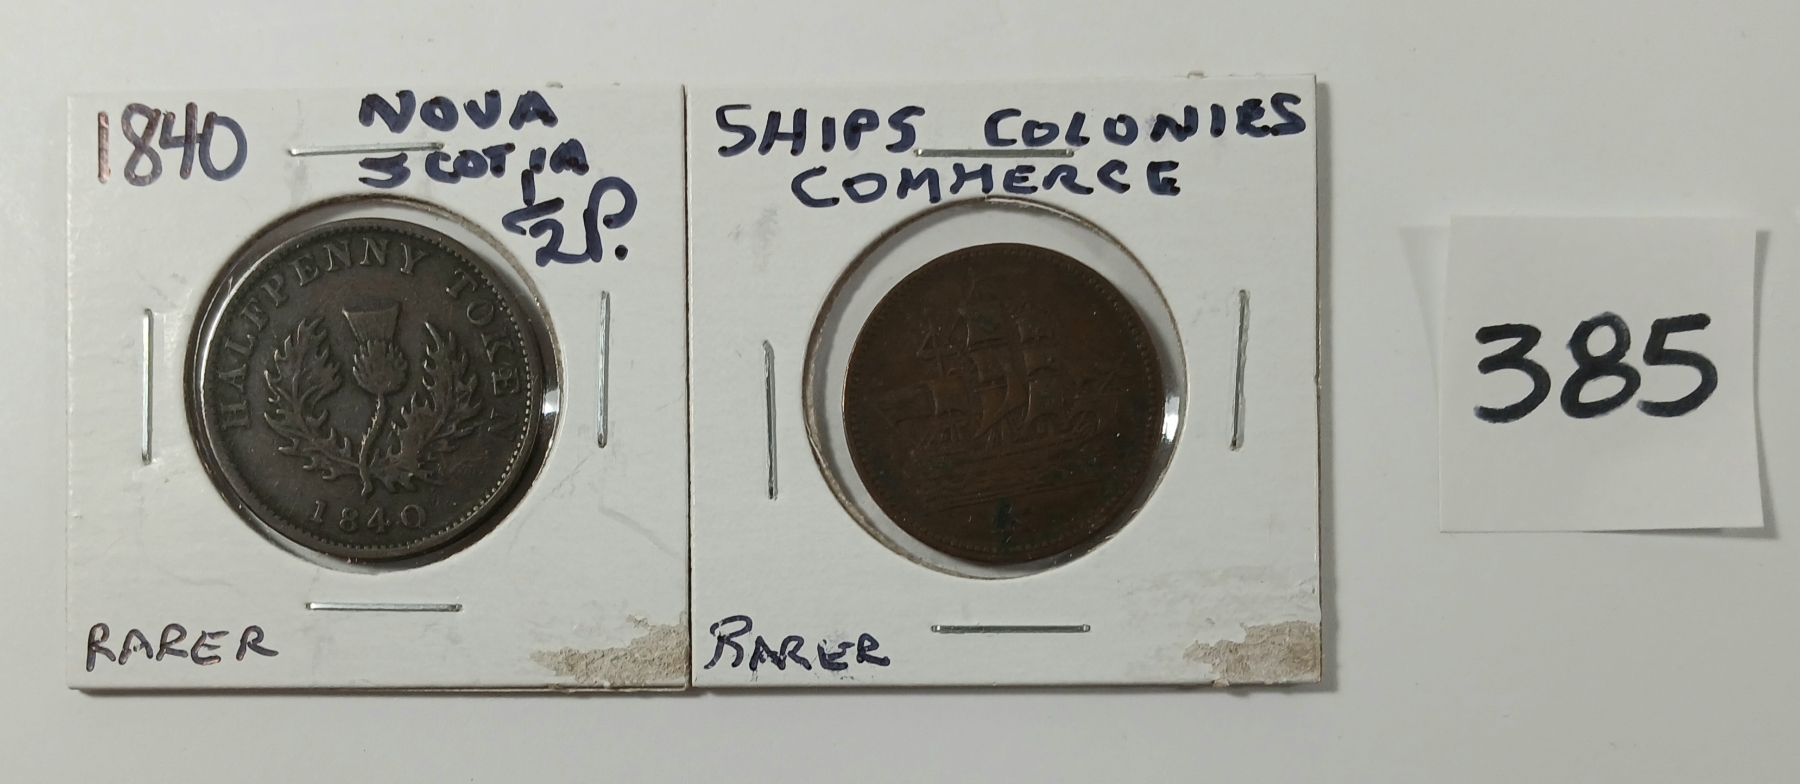 1840 NOVA
SCOTIA
1/2 P.
HALFPENNY TOKEN
1840
RARER
SHIPS COLONIES
COMMERCE
RARER
385